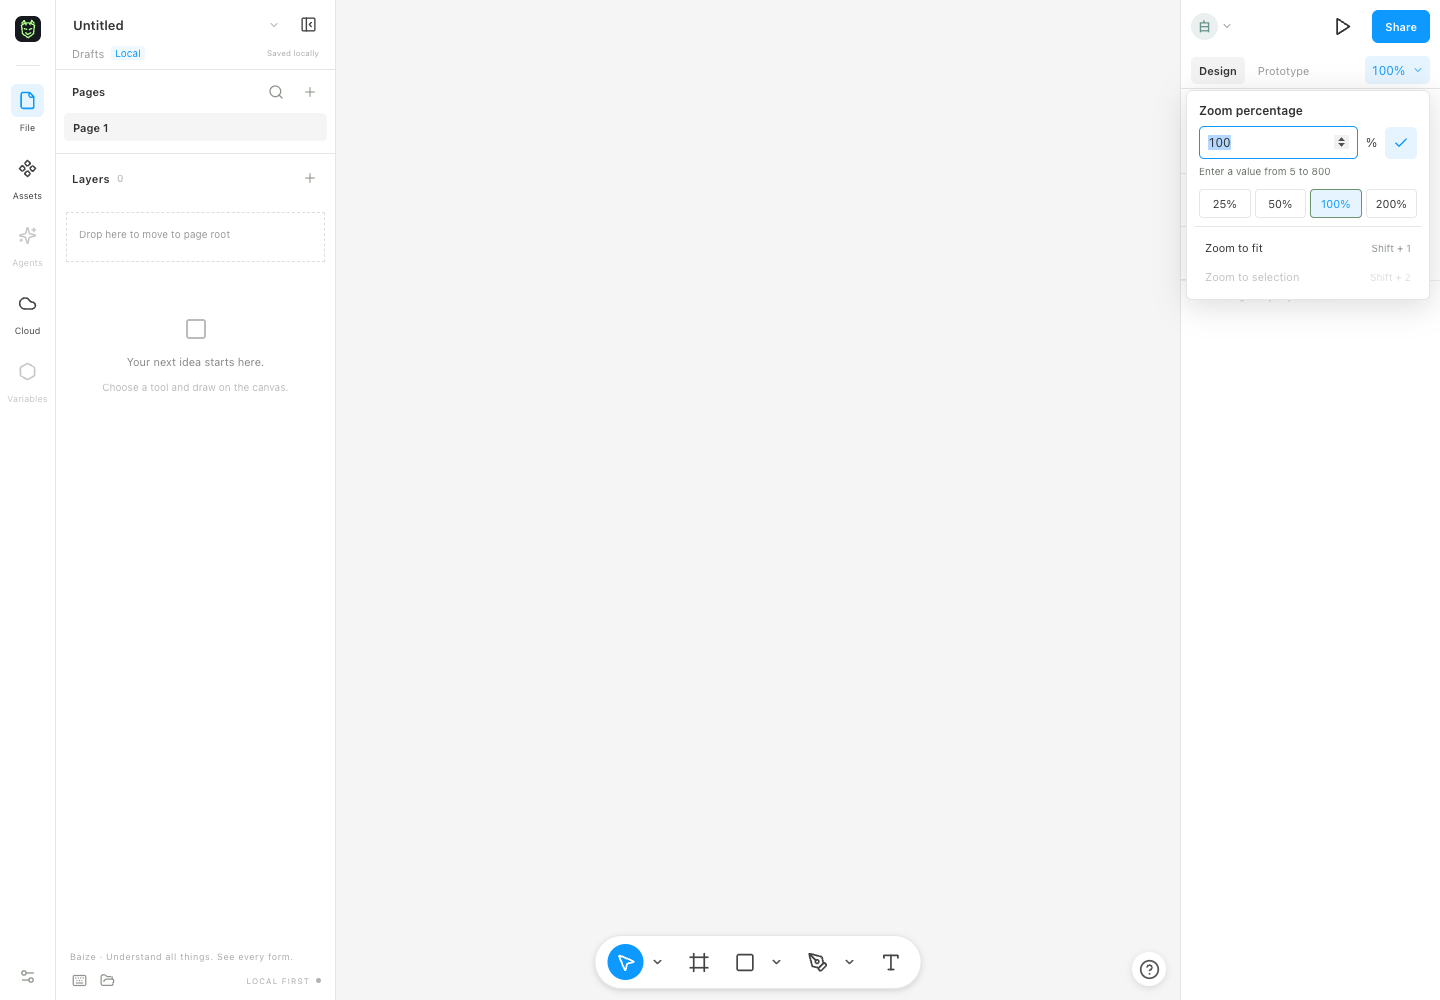 Untitled
Drafts Local Saved locally
Pages
Page 1
Layers 0
Drop here to move to page root
Your next idea starts here.
Choose a tool and draw on the canvas.
File
Assets
Agents
Cloud
Variables
Baize · Understand all things. See every form.
LOCAL FIRST
白
Share
Design Prototype 100%
Zoom percentage
100 %
Enter a value from 5 to 800
25% 50% 100% 200%
Zoom to fit Shift + 1
Zoom to selection Shift + 2